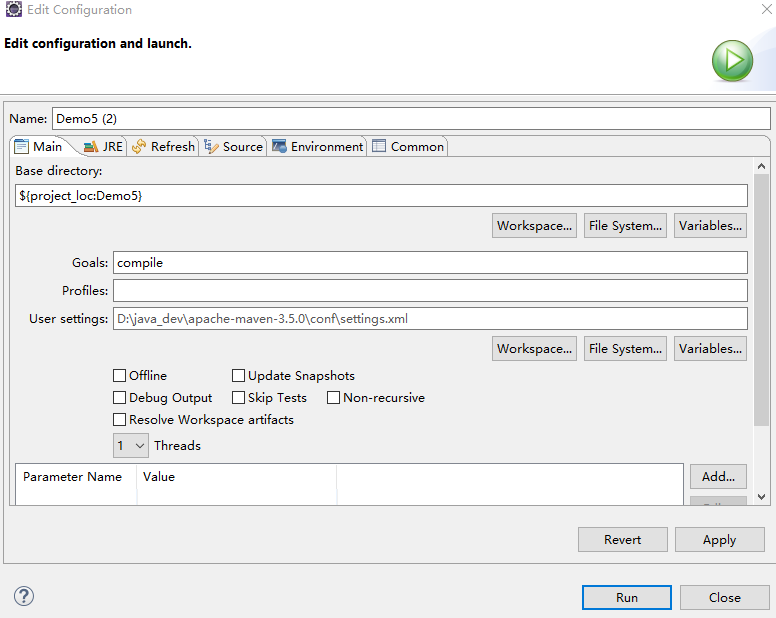 Edit Configuration
Edit configuration and launch.
Name: Demo5 (2)
Main JRE Refresh Source Environment Common
Base directory:
${project_loc:Demo5}
Workspace... File System... Variables...
Goals: compile
Profiles:
User settings: D:\java_dev\apache-maven-3.5.0\conf\settings.xml
Workspace... File System... Variables...
Offline Update Snapshots
Debug Output Skip Tests Non-recursive
Resolve Workspace artifacts
1 Threads
Parameter Name Value Add...
Revert Apply
? Run Close